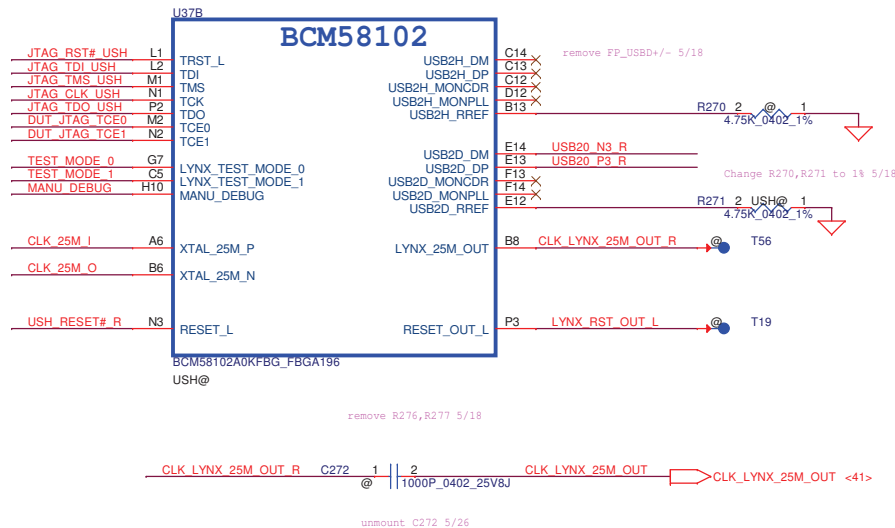 U37B
BCM58102
JTAG_RST#_USH L1 TRST_L
JTAG_TDI_USH L2 TDI
JTAG_TMS_USH M1 TMS
JTAG_CLK_USH N1 TCK
JTAG_TDO_USH P2 TDO
DUT_JTAG_TCE0 M2 TCE0
DUT_JTAG_TCE1 N2 TCE1
TEST_MODE_0 G7 LYNX_TEST_MODE_0
TEST_MODE_1 C5 LYNX_TEST_MODE_1
MANU_DEBUG H10 MANU_DEBUG
CLK_25M_I A6 XTAL_25M_P
CLK_25M_O B6 XTAL_25M_N
USH_RESET#_R N3 RESET_L
USB2H_DM C14
USB2H_DP C13
USB2H_MONCDR C12
USB2H_MONPLL D12
USB2H_RREF B13
remove FP_USBD+/- 5/18
R270 2 @ 1
4.75K_0402_1%
USB2D_DM E14 USB20_N3_R
USB2D_DP E13 USB20_P3_R
USB2D_MONCDR F13
USB2D_MONPLL F14
USB2D_RREF E12
Change R270,R271 to 1% 5/18
R271 2 USH@ 1
4.75K_0402_1%
LYNX_25M_OUT B8 CLK_LYNX_25M_OUT_R @ T56
RESET_OUT_L P3 LYNX_RST_OUT_L @ T19
BCM58102A0KFBG_FBGA196
USH@
remove R276,R277 5/18
CLK_LYNX_25M_OUT_R C272 1 2 CLK_LYNX_25M_OUT CLK_LYNX_25M_OUT <41>
@ 1000P_0402_25V8J
unmount C272 5/26